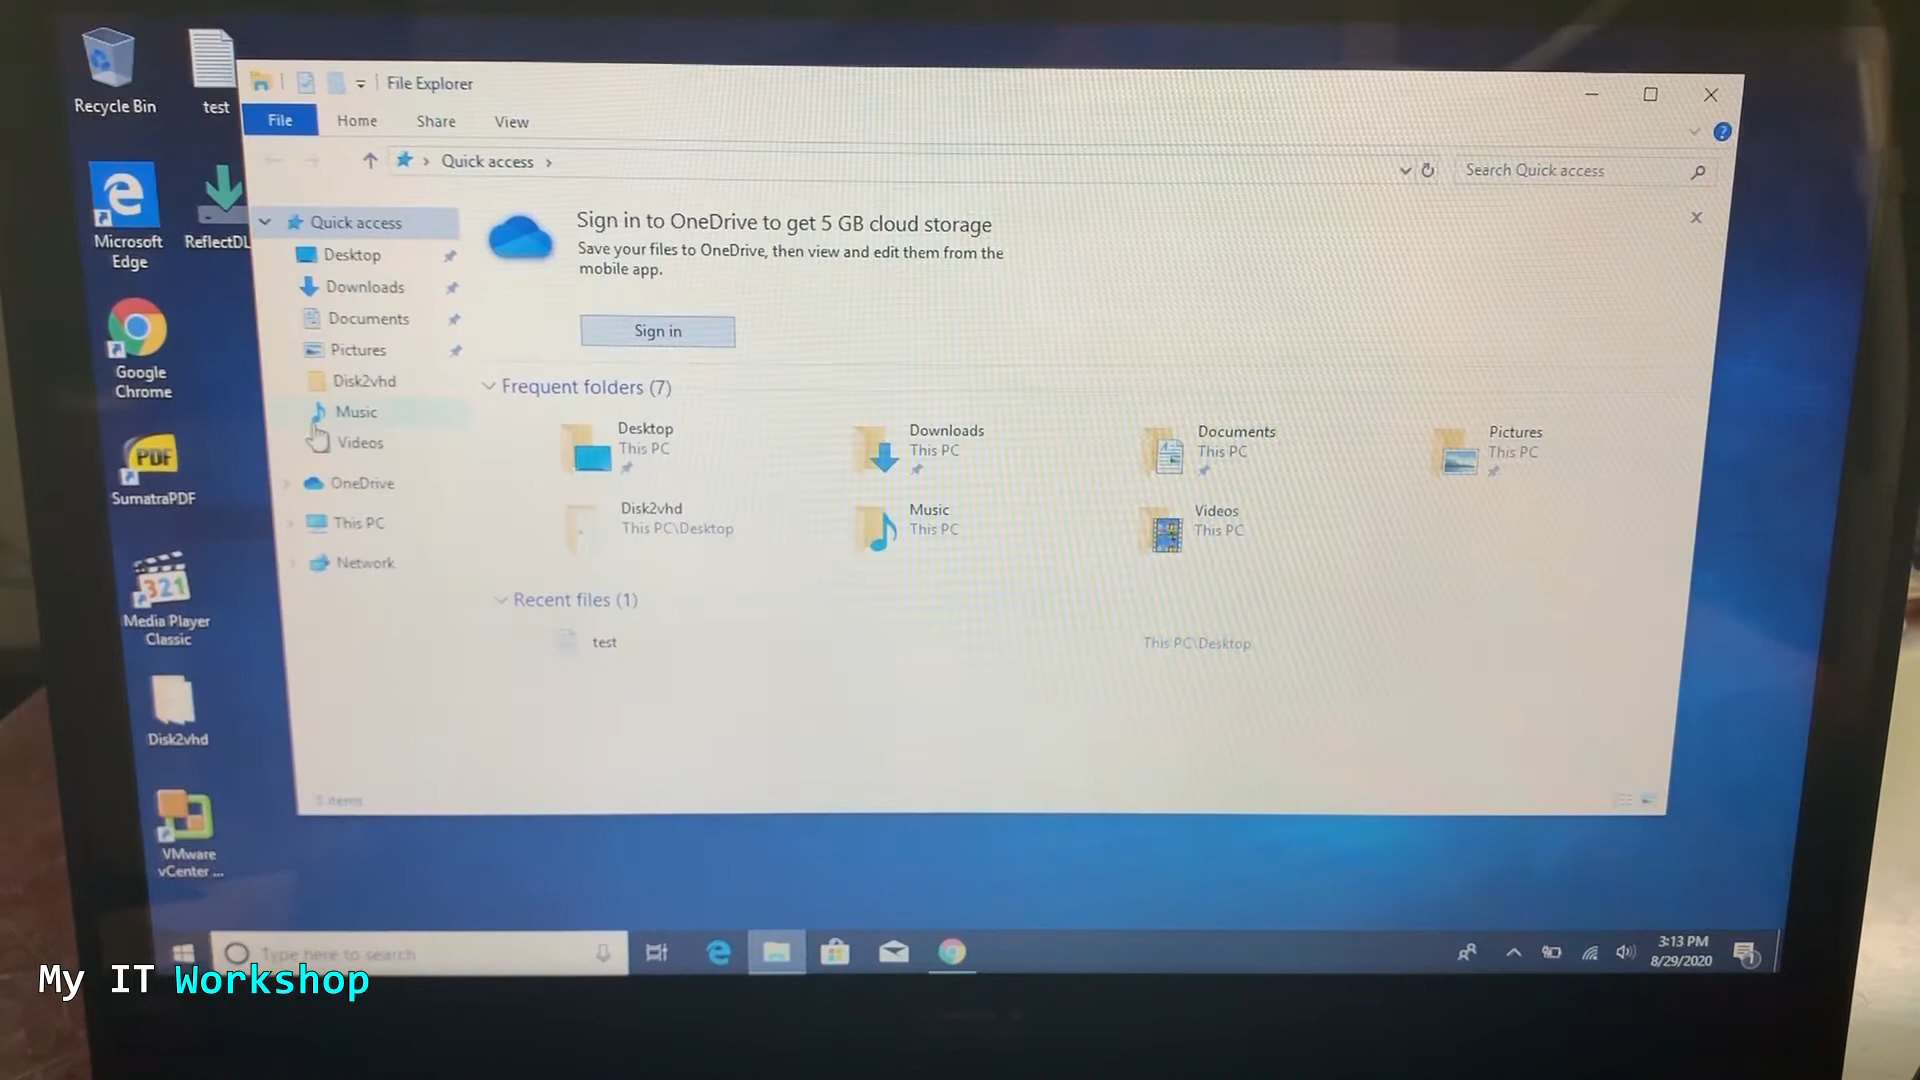 Recycle Bin
test
Microsoft
Edge
ReflectDL
Google
Chrome
PDF
SumatraPDF
321
Media Player
Classic
Disk2vhd
VMware
vCenter ...
File Explorer
File
Home
Share
View
Quick access
Search Quick access
Quick access
Desktop
Downloads
Documents
Pictures
Disk2vhd
Music
Videos
OneDrive
This PC
Network
Sign in to OneDrive to get 5 GB cloud storage
Save your files to OneDrive, then view and edit them from the
mobile app.
Sign in
Frequent folders (7)
Desktop
This PC
Downloads
This PC
Documents
This PC
Pictures
This PC
Disk2vhd
This PC\Desktop
Music
This PC
Videos
This PC
Recent files (1)
test
This PC\Desktop
items
Type here to search
3:13 PM
8/29/2020
My IT Workshop